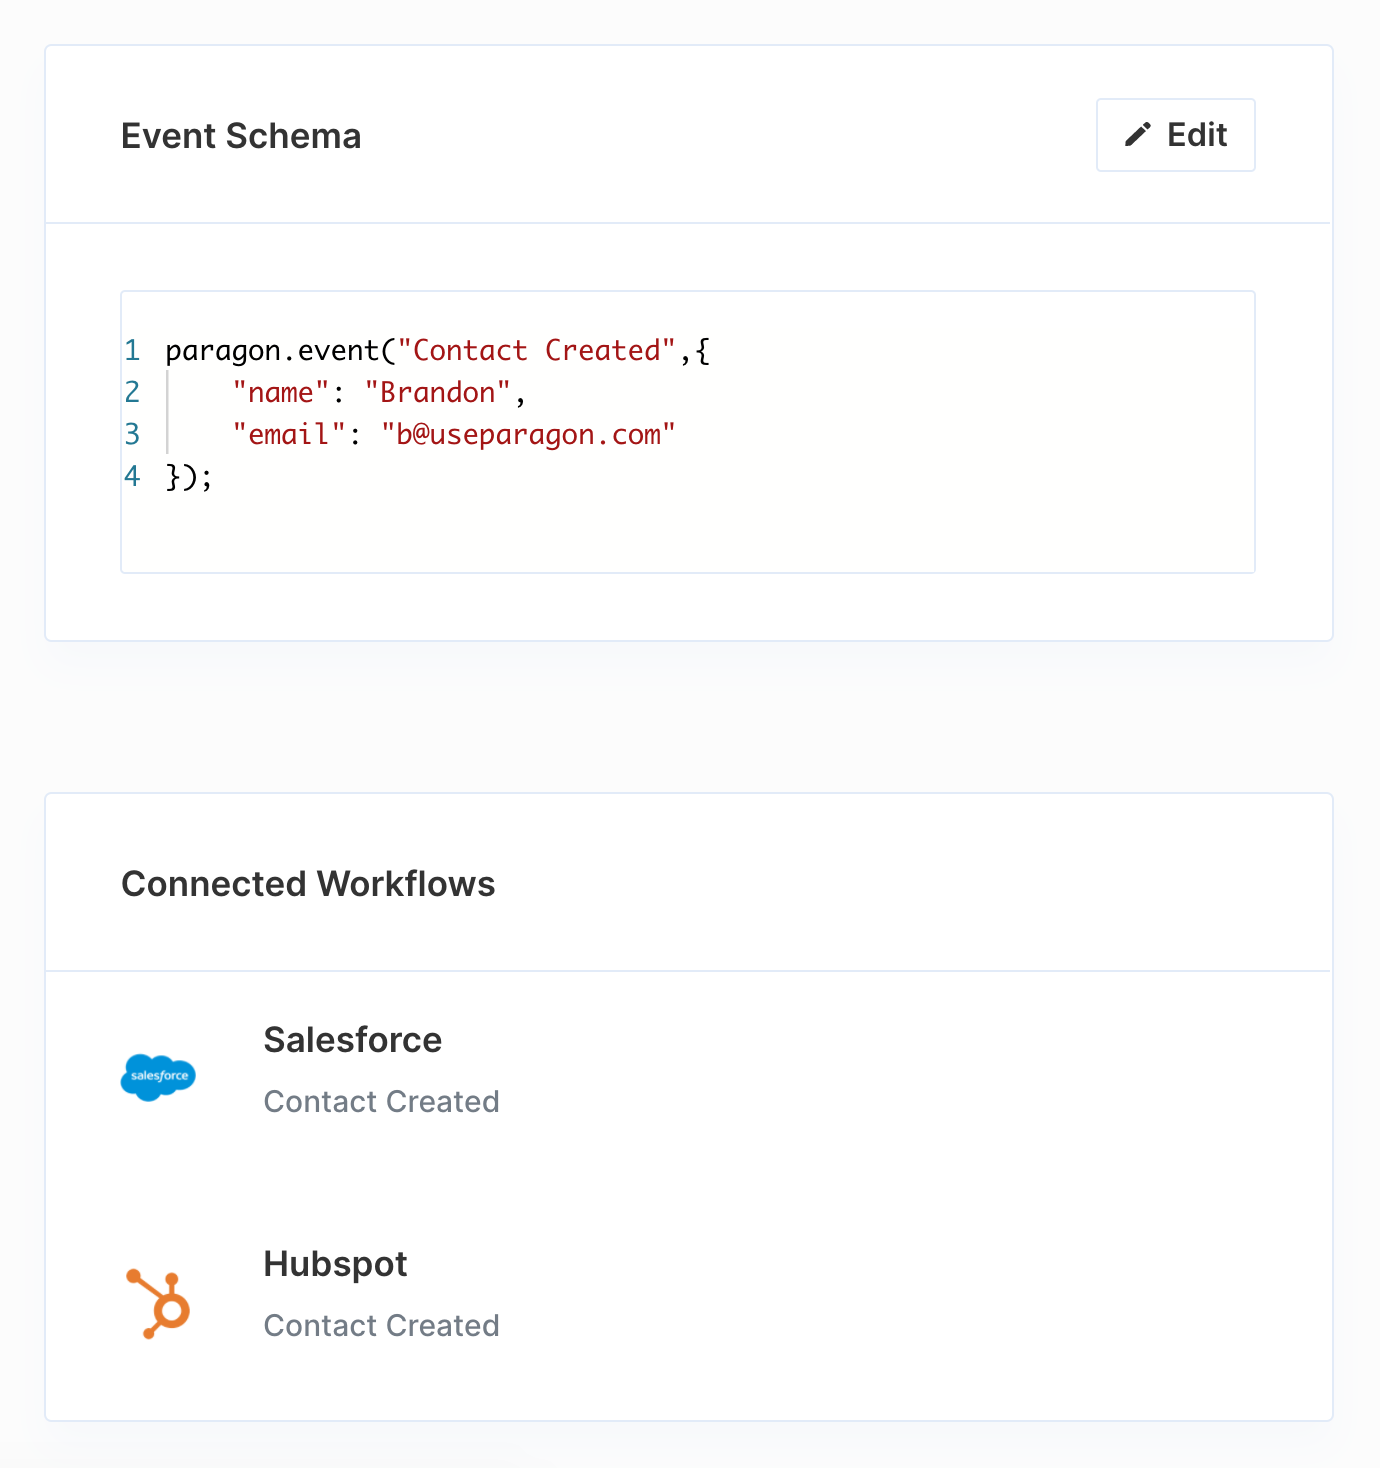 Event Schema
Edit
1 paragon.event("Contact Created",{
2     "name": "Brandon",
3     "email": "b@useparagon.com"
4 });
Connected Workflows
Salesforce
salesforce
Contact Created
Hubspot
Contact Created